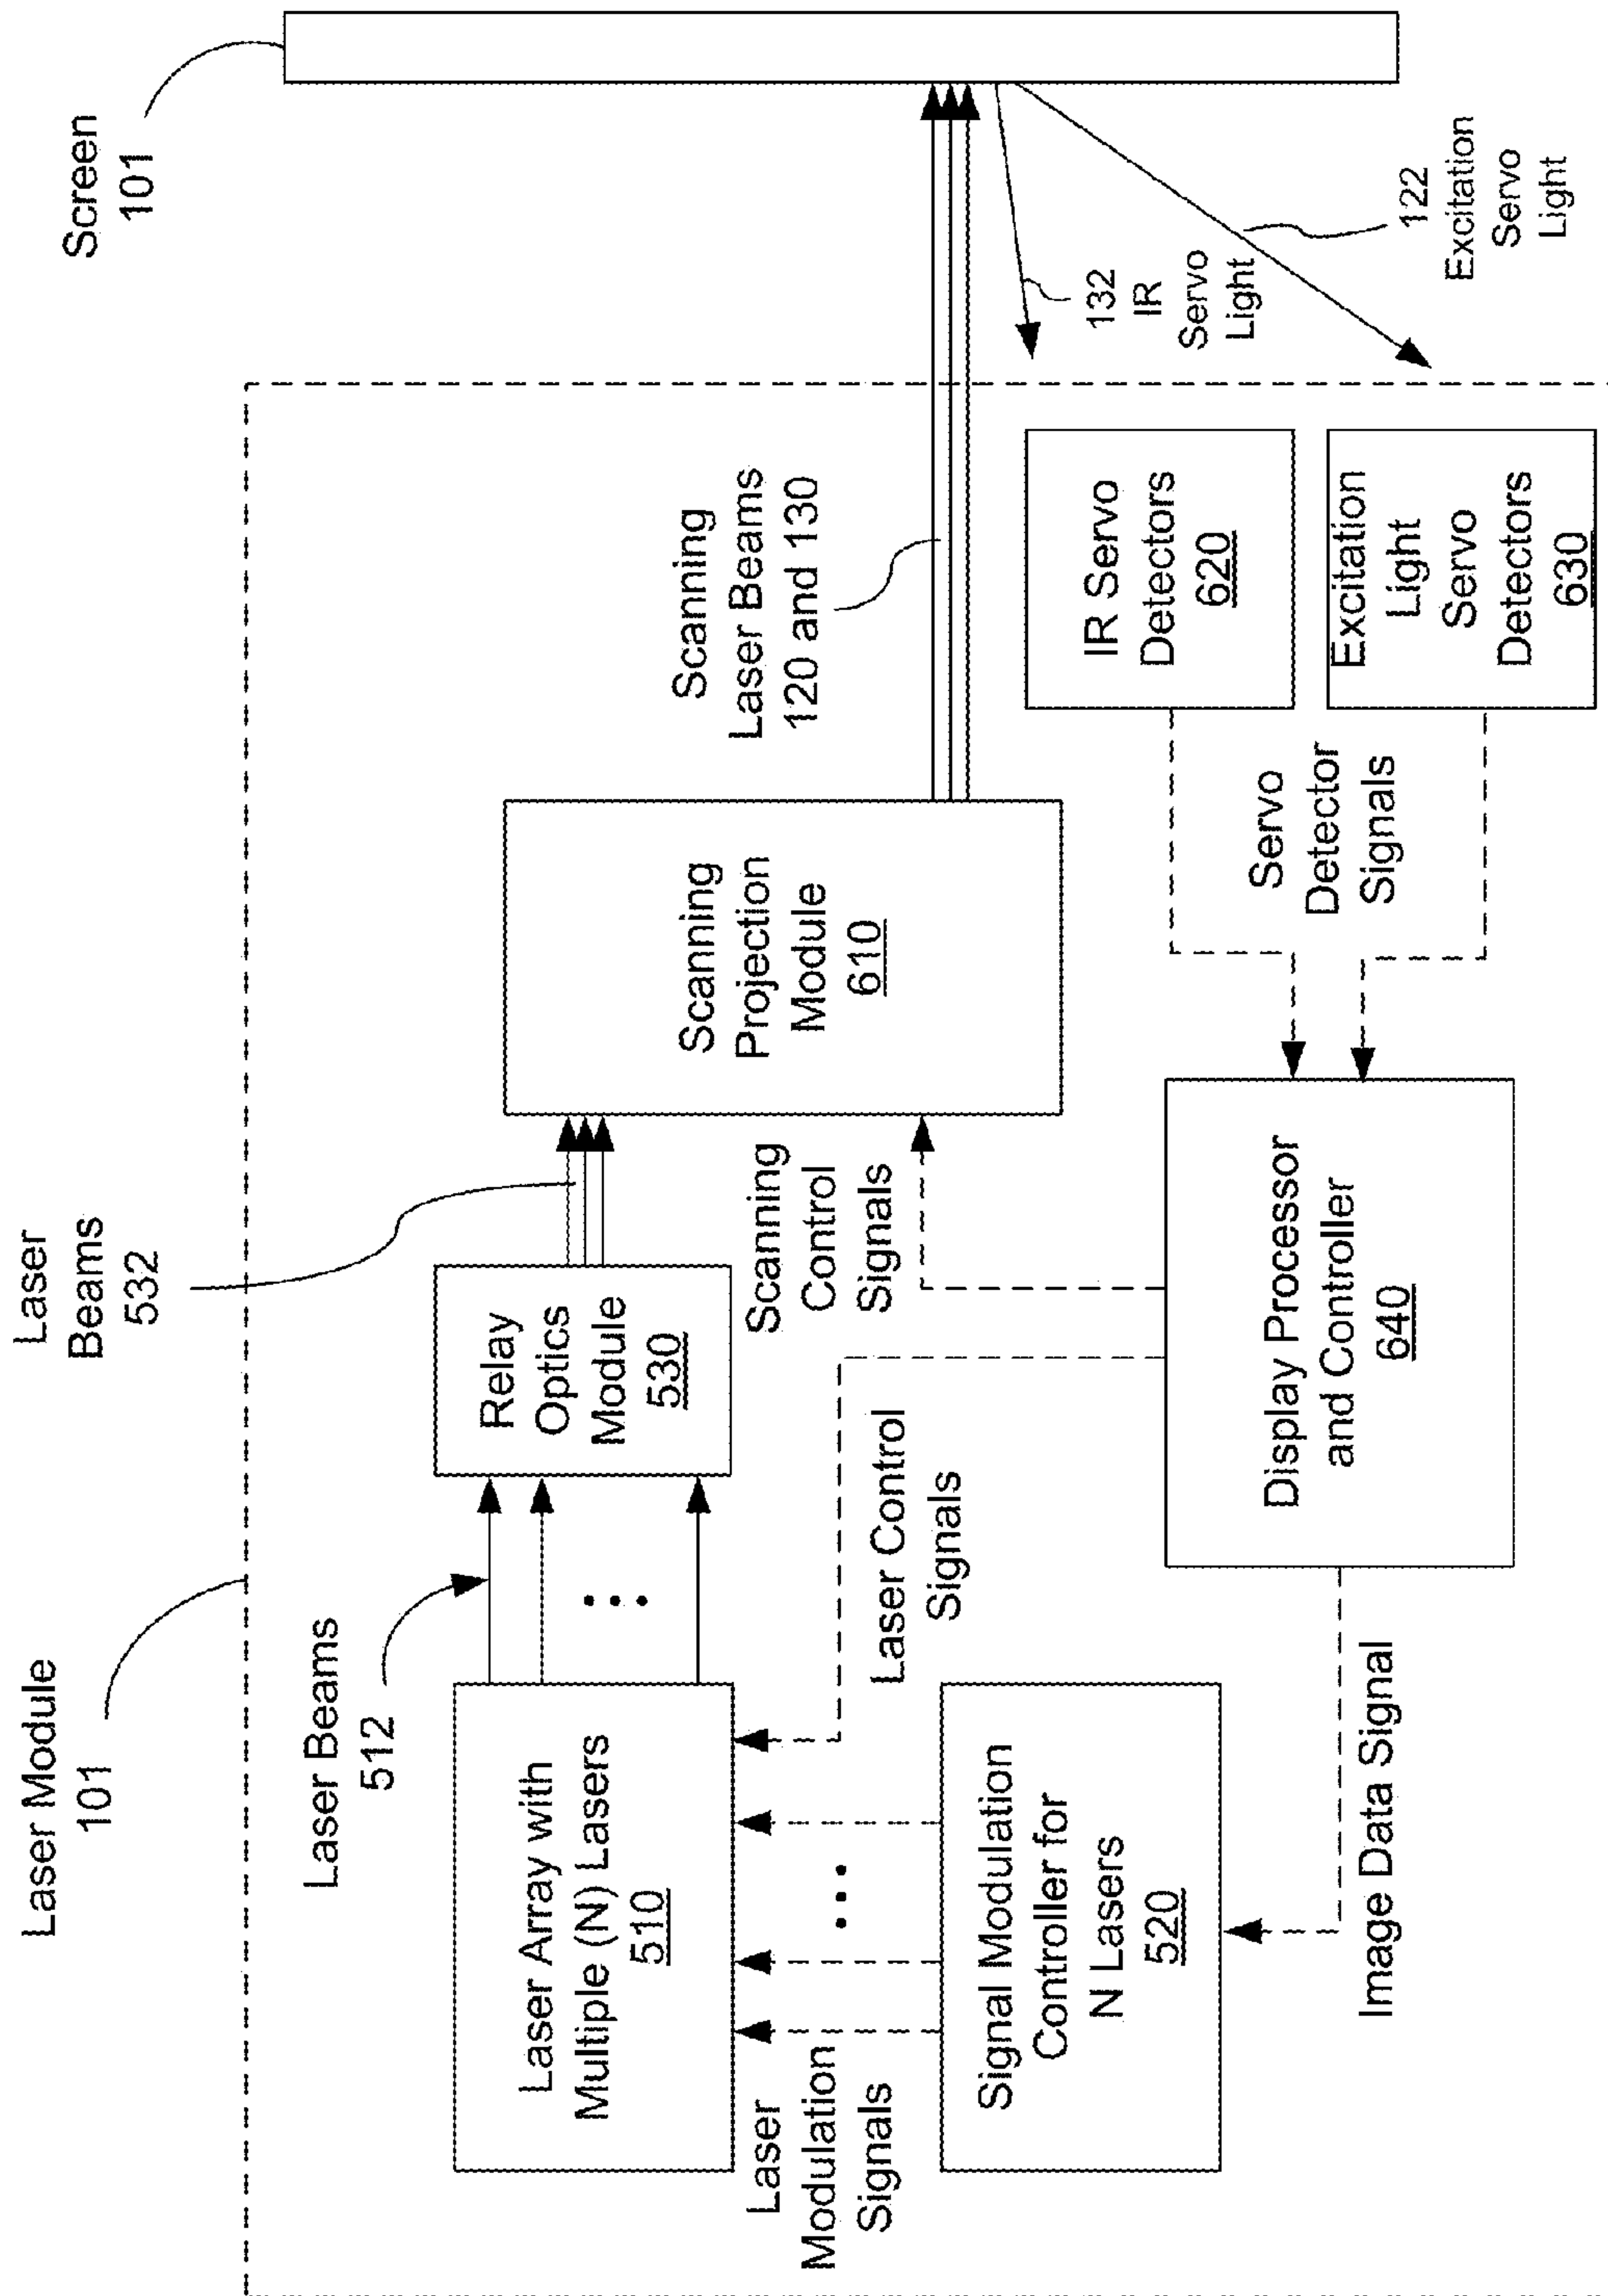 Laser Module
101
Laser
Beams
532
Screen
101
Laser Beams
512
Laser Array with
Multiple (N) Lasers
510
Relay
Optics
Module
530
Scanning
Projection
Module
610
Scanning
Laser Beams
120 and 130
Laser
Modulation
Signals
Laser Control
Signals
Scanning
Control
Signals
Signal Modulation
Controller for
N Lasers
520
Display Processor
and Controller
640
Image Data Signal
Servo
Detector
Signals
IR Servo
Detectors
620
Excitation
Light
Servo
Detectors
630
132
IR
Servo
Light
122
Excitation
Servo
Light